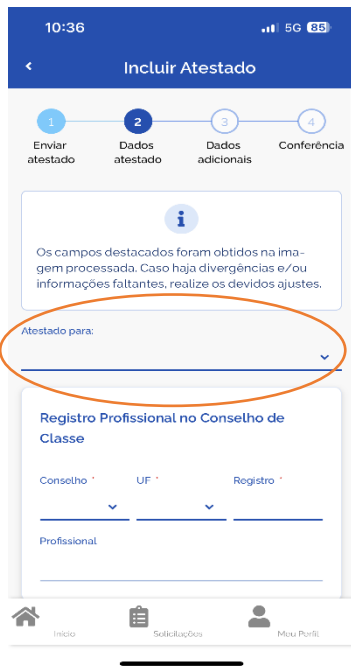 10:36
5G 85
Incluir Atestado
1 2 3 4
Enviar atestado
Dados atestado
Dados adicionais
Conferência
i
Os campos destacados foram obtidos na ima-
gem processada. Caso haja divergências e/ou
informações faltantes, realize os devidos ajustes.
Atestado para:
Registro Profissional no Conselho de
Classe
Conselho * UF * Registro *
Profissional
Início Solicitações Meu Perfil